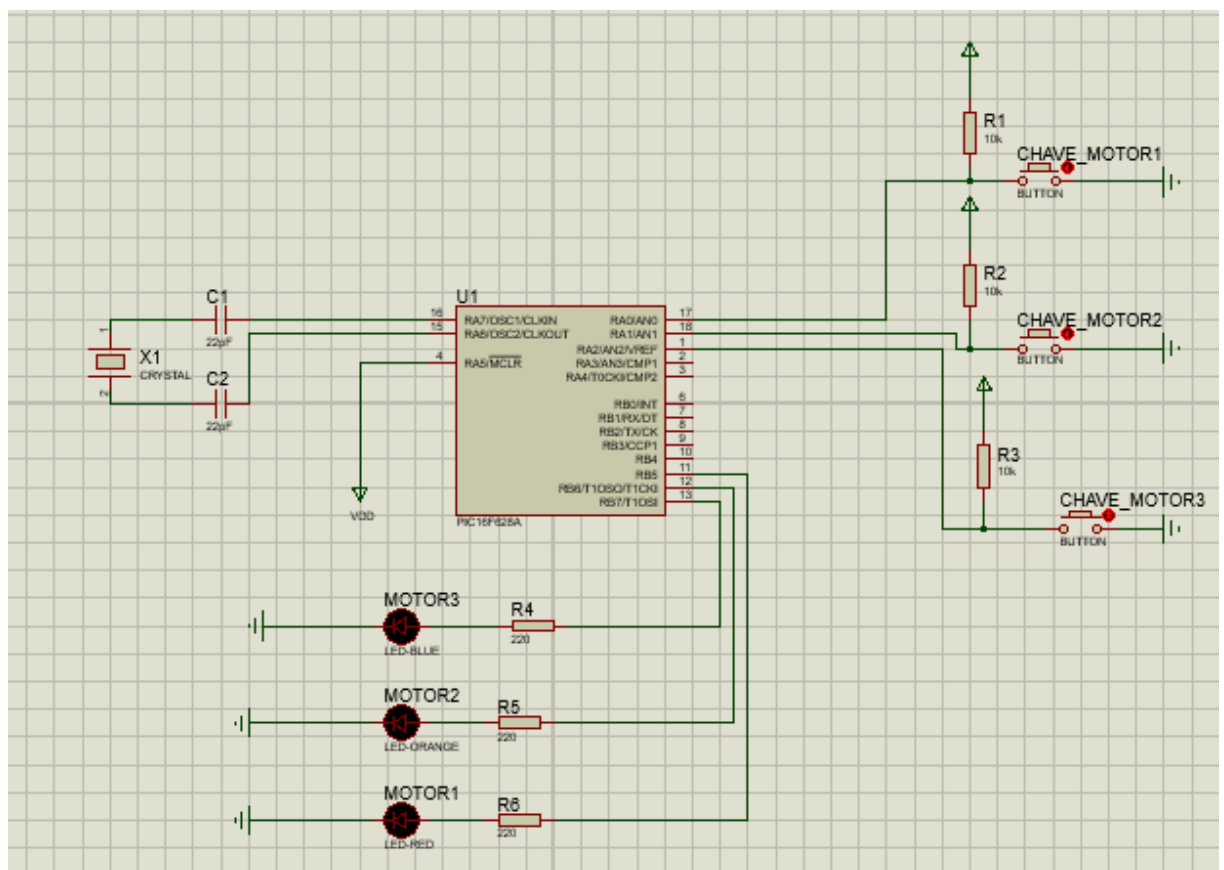 R1
10k
CHAVE_MOTOR1
BUTTON
R2
10k
CHAVE_MOTOR2
BUTTON
R3
10k
CHAVE_MOTOR3
BUTTON
C1
22pF
X1
CRYSTAL
1
2
C2
22pF
U1
16 RA7/OSC1/CLKIN
15 RA6/OSC2/CLKOUT
4 RA5/MCLR
RA0/AN0 17
RA1/AN1 18
RA2/AN2/VREF 1
RA3/AN3/CMP1 2
RA4/T0CKI/CMP2 3
RB0/INT 6
RB1/RX/DT 7
RB2/TX/CK 8
RB3/CCP1 9
RB4 10
RB5 11
RB6/T1OSO/T1CKI 12
RB7/T1OSI 13
PIC16F628A
VDD
MOTOR3
LED-BLUE
R4
220
MOTOR2
LED-ORANGE
R5
220
MOTOR1
LED-RED
R6
220